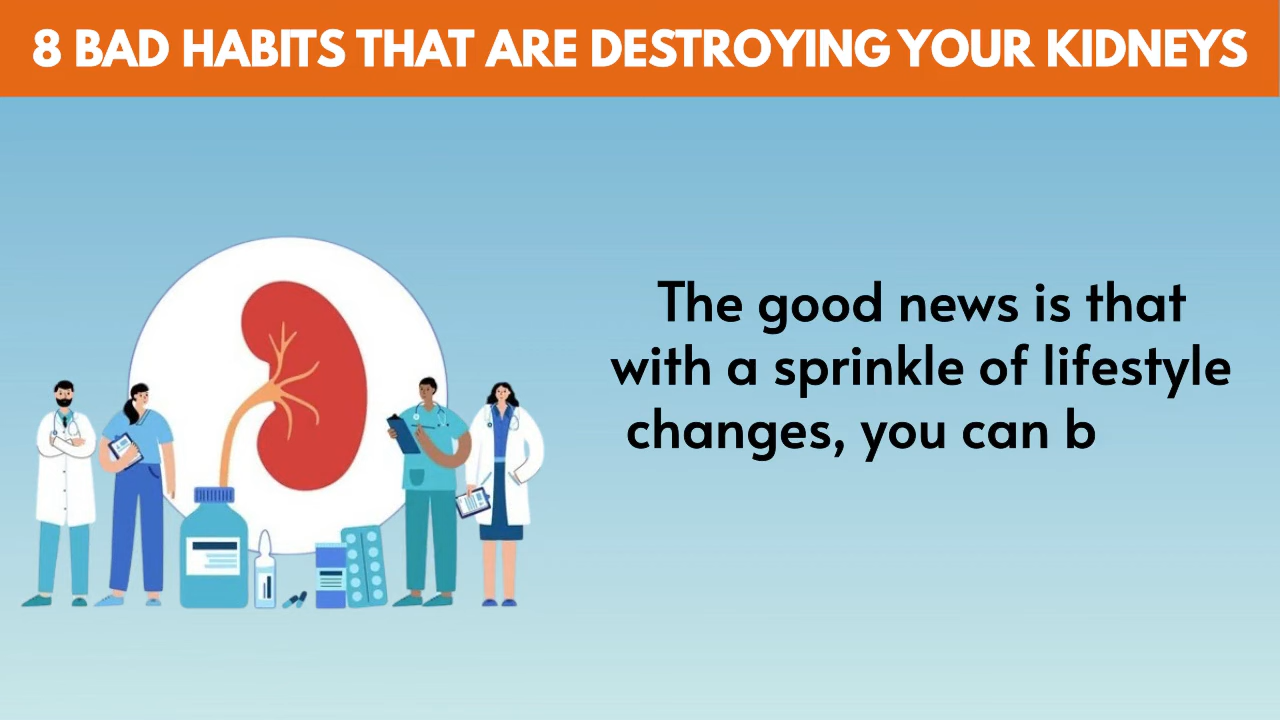 8 BAD HABITS THAT ARE DESTROYING YOUR KIDNEYS
The good news is that
with a sprinkle of lifestyle
changes, you can b